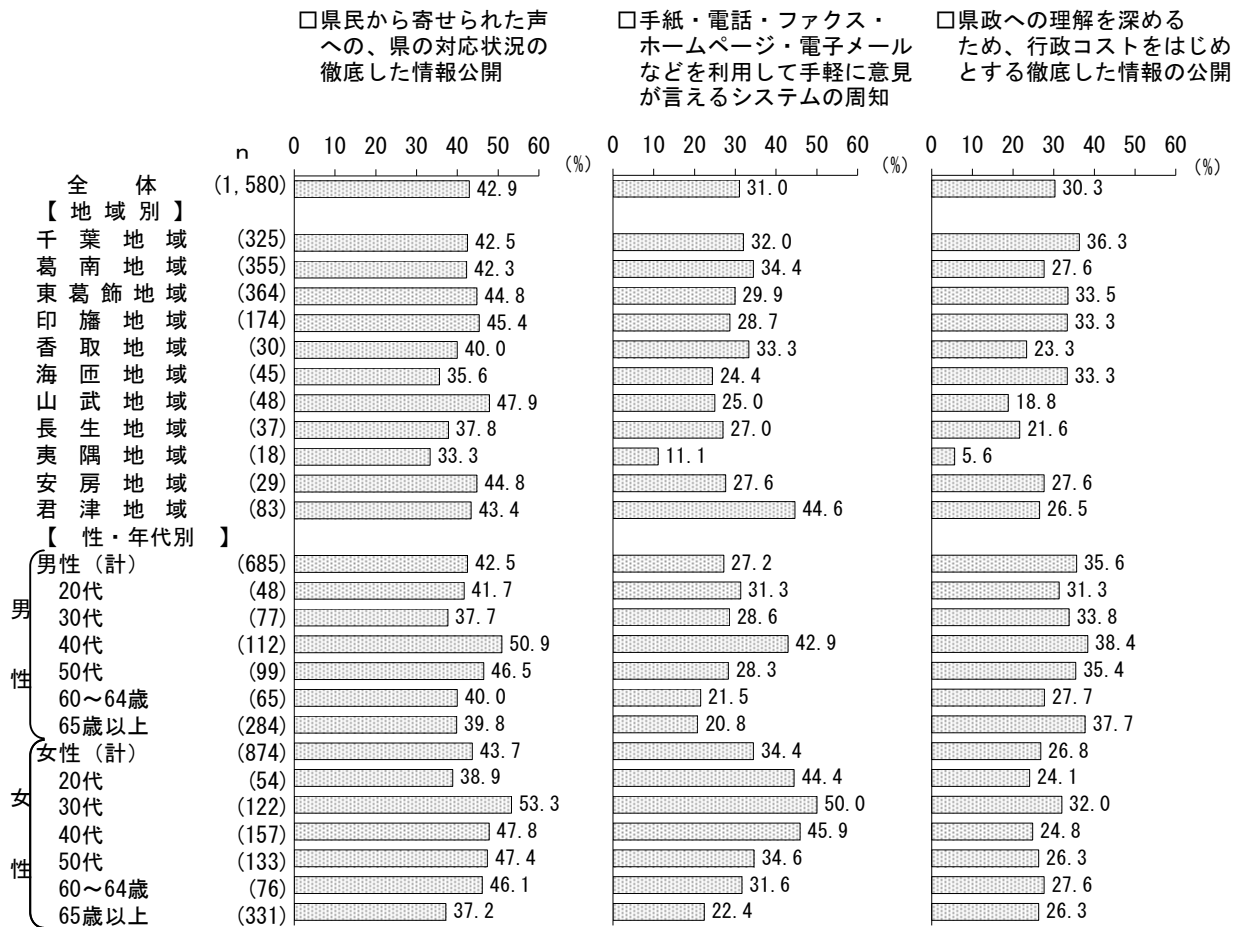 □県民から寄せられた声
への、県の対応状況の
徹底した情報公開
□手紙・電話・ファクス・
ホームページ・電子メール
などを利用して手軽に意見
が言えるシステムの周知
□県政への理解を深める
ため、行政コストをはじめ
とする徹底した情報の公開
n 0 10 20 30 40 50 60 (%) 0 10 20 30 40 50 60 (%) 0 10 20 30 40 50 60 (%)
全体 (1,580) 42.9 31.0 30.3
【地域別】
千葉地域 (325) 42.5 32.0 36.3
葛南地域 (355) 42.3 34.4 27.6
東葛飾地域 (364) 44.8 29.9 33.5
印旛地域 (174) 45.4 28.7 33.3
香取地域 (30) 40.0 33.3 23.3
海匝地域 (45) 35.6 24.4 33.3
山武地域 (48) 47.9 25.0 18.8
長生地域 (37) 37.8 27.0 21.6
夷隅地域 (18) 33.3 11.1 5.6
安房地域 (29) 44.8 27.6 27.6
君津地域 (83) 43.4 44.6 26.5
【性・年代別】
男性
男性（計） (685) 42.5 27.2 35.6
20代 (48) 41.7 31.3 31.3
30代 (77) 37.7 28.6 33.8
40代 (112) 50.9 42.9 38.4
50代 (99) 46.5 28.3 35.4
60～64歳 (65) 40.0 21.5 27.7
65歳以上 (284) 39.8 20.8 37.7
女性
女性（計） (874) 43.7 34.4 26.8
20代 (54) 38.9 44.4 24.1
30代 (122) 53.3 50.0 32.0
40代 (157) 47.8 45.9 24.8
50代 (133) 47.4 34.6 26.3
60～64歳 (76) 46.1 31.6 27.6
65歳以上 (331) 37.2 22.4 26.3